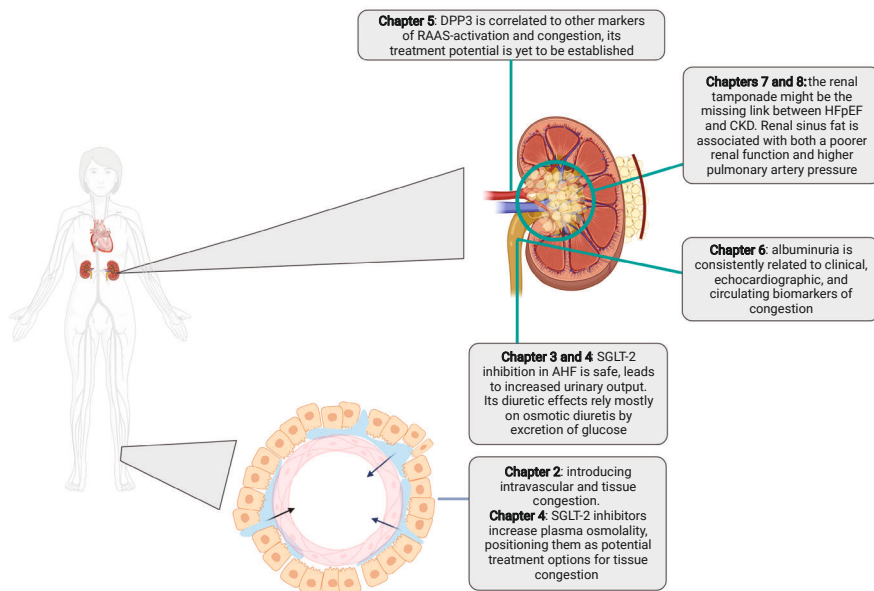 Chapter 5: DPP3 is correlated to other markers
of RAAS-activation and congestion, its
treatment potential is yet to be established
Chapters 7 and 8: the renal
tamponade might be the
missing link between HFpEF
and CKD. Renal sinus fat is
associated with both a poorer
renal function and higher
pulmonary artery pressure
Chapter 6: albuminuria is
consistently related to clinical,
echocardiographic, and
circulating biomarkers of
congestion
Chapter 3 and 4: SGLT-2
inhibition in AHF is safe, leads
to increased urinary output.
Its diuretic effects rely mostly
on osmotic diuretis by
excretion of glucose
Chapter 2: introducing
intravascular and tissue
congestion.
Chapter 4: SGLT-2 inhibitors
increase plasma osmolality,
positioning them as potential
treatment options for tissue
congestion